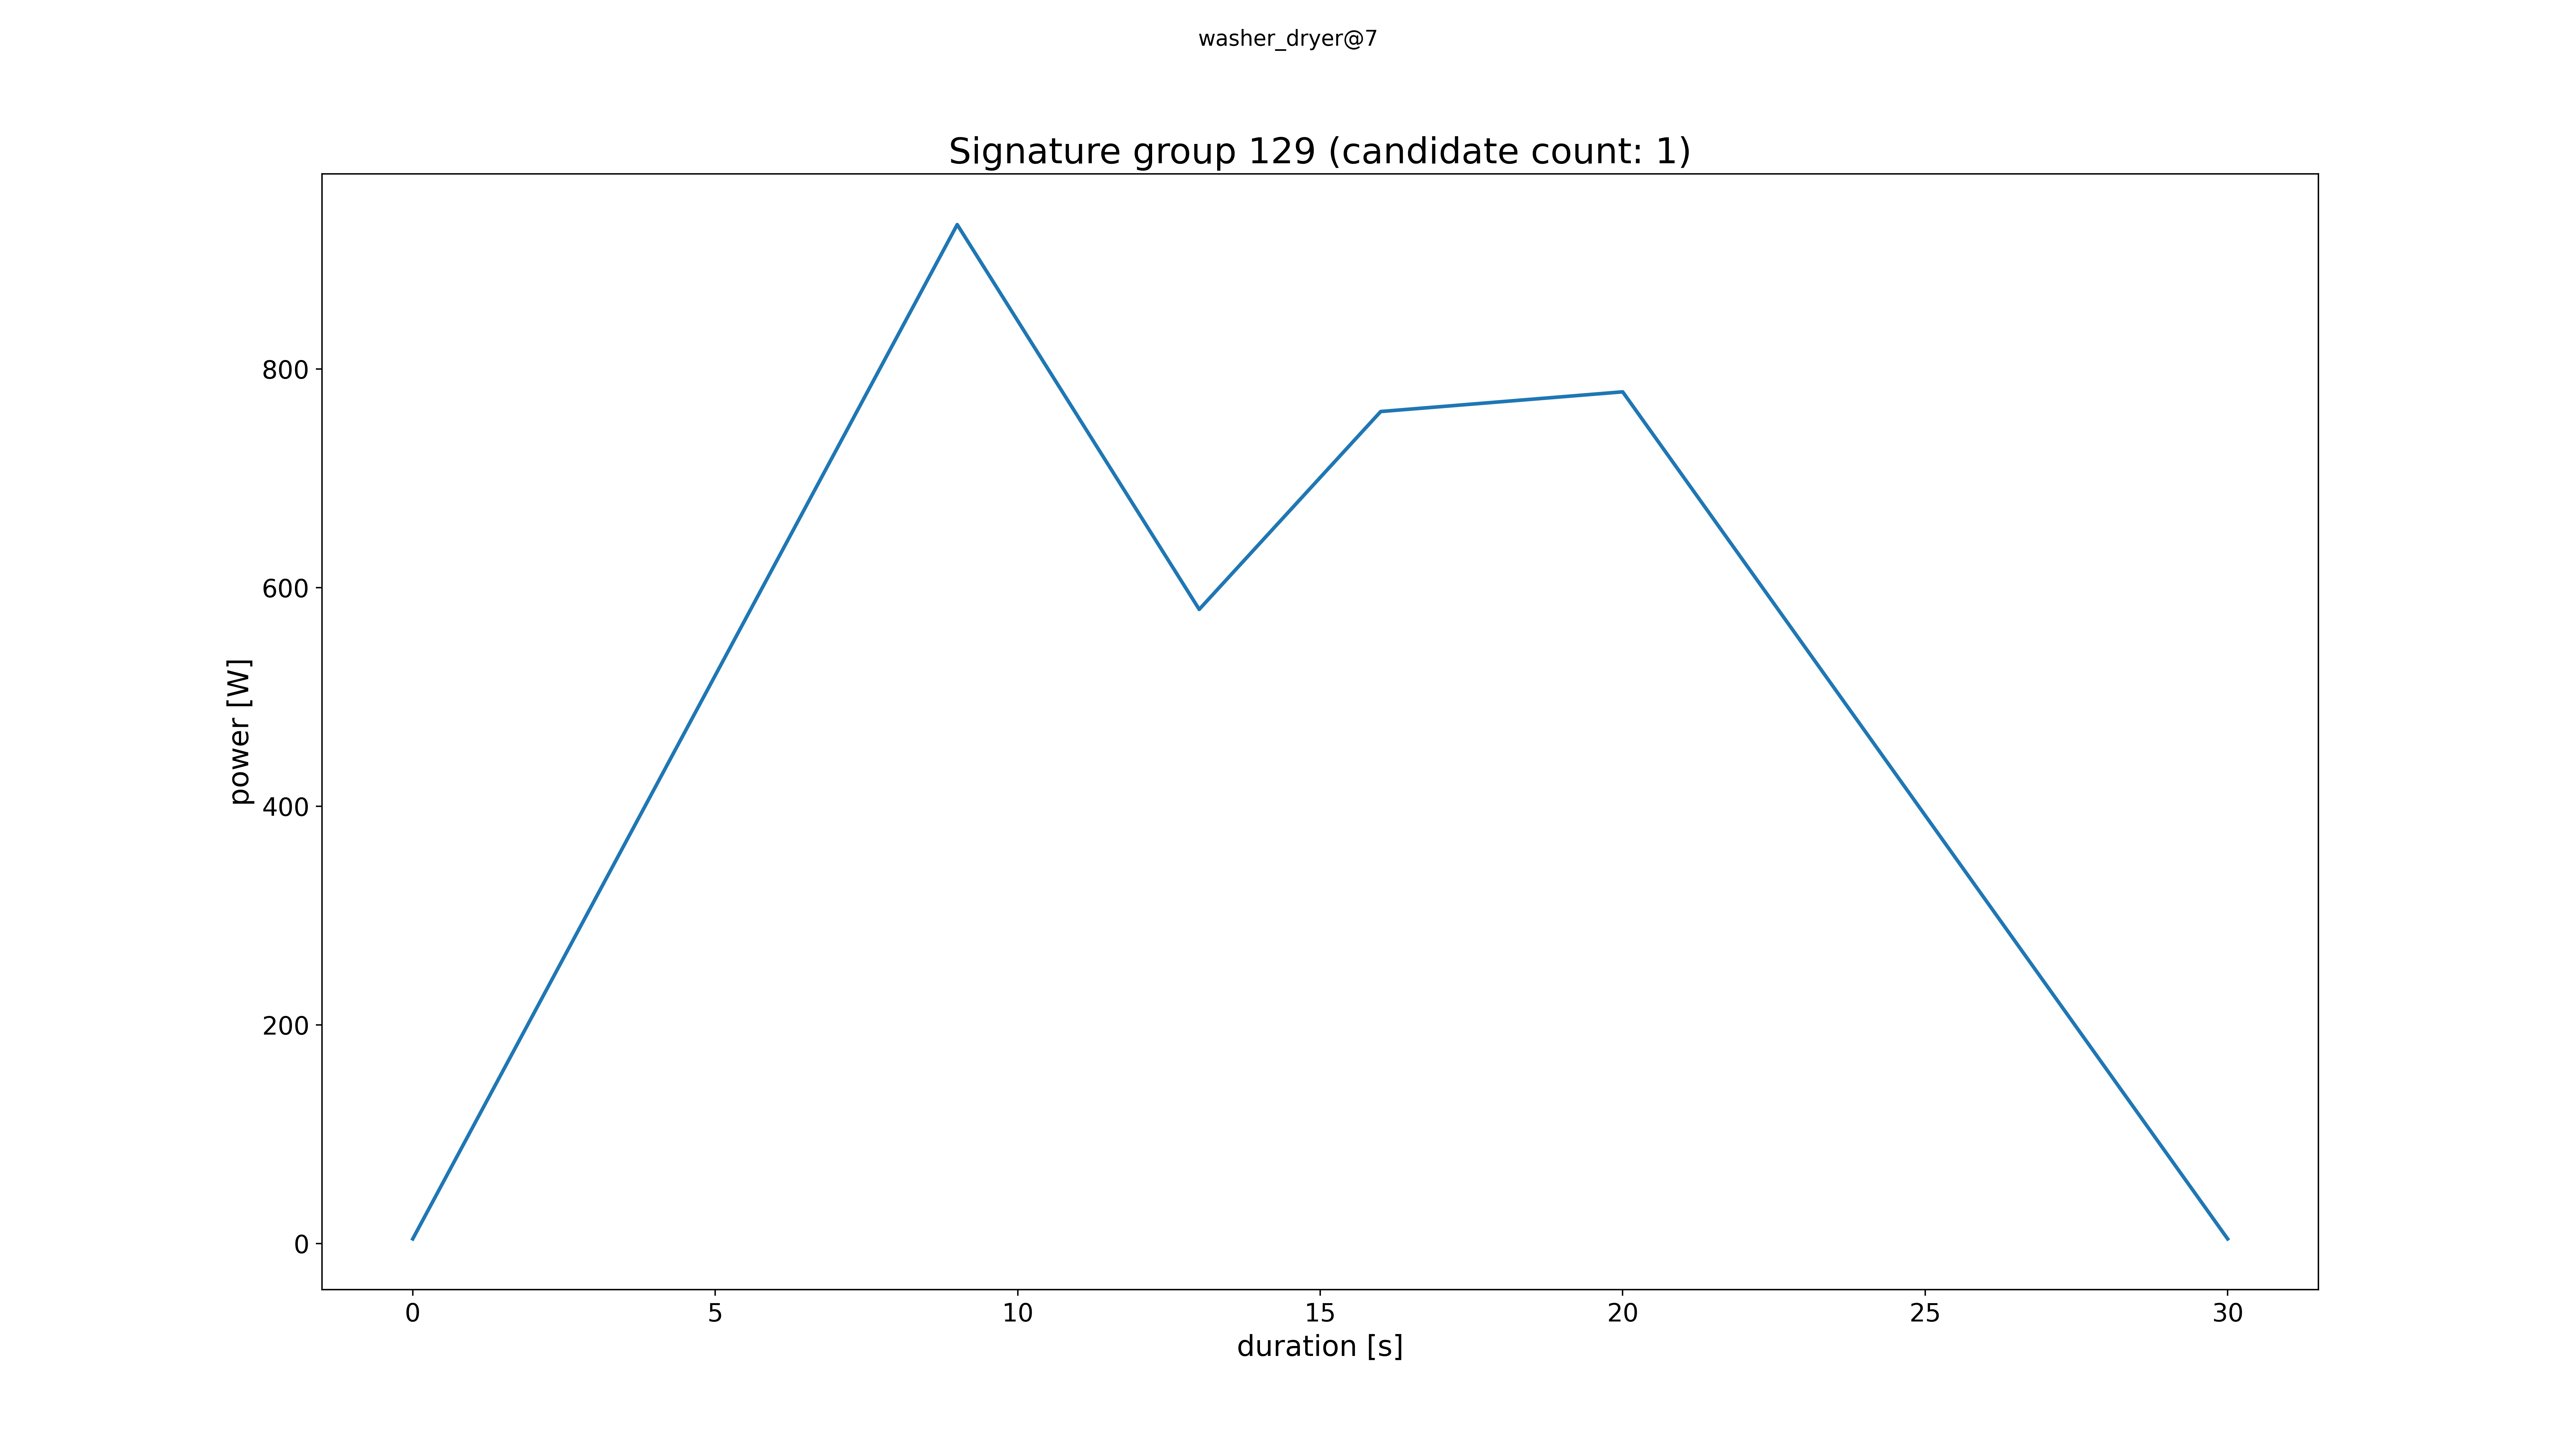 washer_dryer@7
Signature group 129 (candidate count: 1)
800
600
400
200
0
power [W]
0 5 10 15 20 25 30
duration [s]